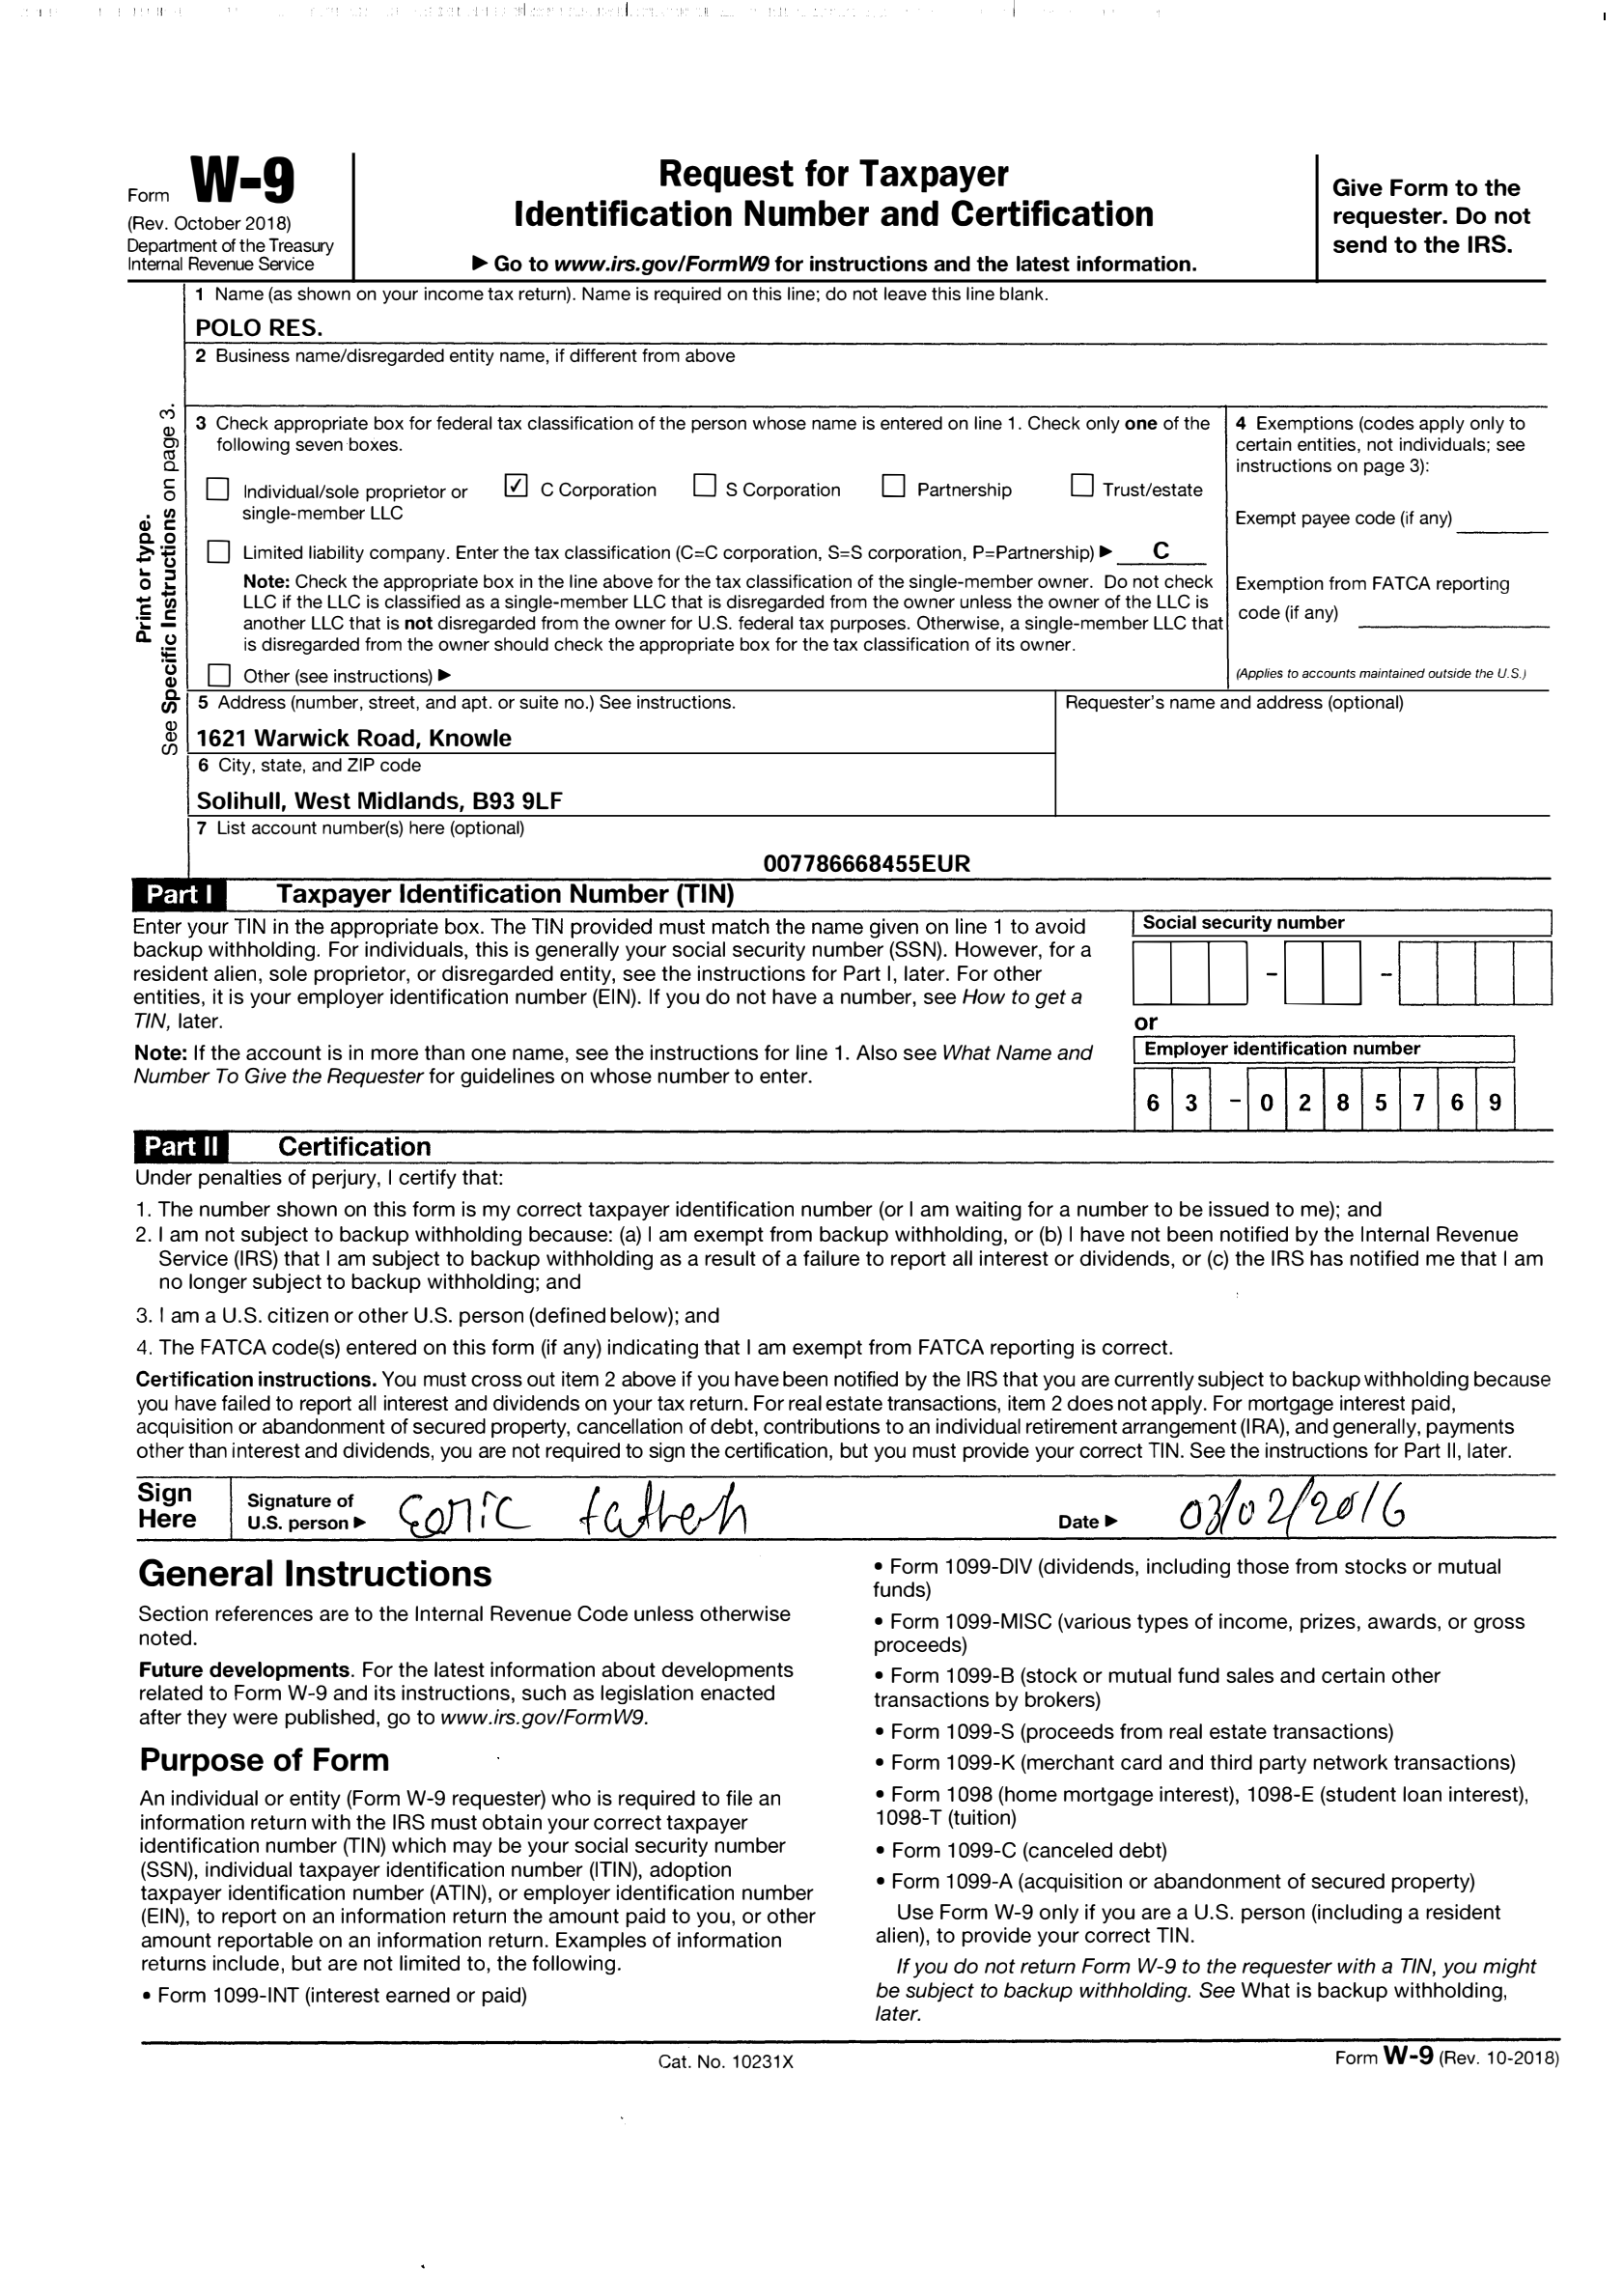 Form W-9
(Rev. October 2018)
Department of the Treasury
Internal Revenue Service
Request for Taxpayer
Identification Number and Certification
▶ Go to www.irs.gov/FormW9 for instructions and the latest information.
Give Form to the
requester. Do not
send to the IRS.
Print or type.
See Specific Instructions on page 3.
1 Name (as shown on your income tax return). Name is required on this line; do not leave this line blank.
POLO RES.
2 Business name/disregarded entity name, if different from above
3 Check appropriate box for federal tax classification of the person whose name is entered on line 1. Check only one of the
following seven boxes.
☐ Individual/sole proprietor or
single-member LLC
☑ C Corporation
☐ S Corporation
☐ Partnership
☐ Trust/estate
☐ Limited liability company. Enter the tax classification (C=C corporation, S=S corporation, P=Partnership) ▶ C
Note: Check the appropriate box in the line above for the tax classification of the single-member owner. Do not check
LLC if the LLC is classified as a single-member LLC that is disregarded from the owner unless the owner of the LLC is
another LLC that is not disregarded from the owner for U.S. federal tax purposes. Otherwise, a single-member LLC that
is disregarded from the owner should check the appropriate box for the tax classification of its owner.
☐ Other (see instructions) ▶
4 Exemptions (codes apply only to
certain entities, not individuals; see
instructions on page 3):
Exempt payee code (if any)
Exemption from FATCA reporting
code (if any)
(Applies to accounts maintained outside the U.S.)
5 Address (number, street, and apt. or suite no.) See instructions.
1621 Warwick Road, Knowle
6 City, state, and ZIP code
Solihull, West Midlands, B93 9LF
Requester's name and address (optional)
7 List account number(s) here (optional)
007786668455EUR
Part I Taxpayer Identification Number (TIN)
Enter your TIN in the appropriate box. The TIN provided must match the name given on line 1 to avoid
backup withholding. For individuals, this is generally your social security number (SSN). However, for a
resident alien, sole proprietor, or disregarded entity, see the instructions for Part I, later. For other
entities, it is your employer identification number (EIN). If you do not have a number, see How to get a
TIN, later.
Note: If the account is in more than one name, see the instructions for line 1. Also see What Name and
Number To Give the Requester for guidelines on whose number to enter.
Social security number
– –
or
Employer identification number
6 3 – 0 2 8 5 7 6 9
Part II Certification
Under penalties of perjury, I certify that:
1. The number shown on this form is my correct taxpayer identification number (or I am waiting for a number to be issued to me); and
2. I am not subject to backup withholding because: (a) I am exempt from backup withholding, or (b) I have not been notified by the Internal Revenue
Service (IRS) that I am subject to backup withholding as a result of a failure to report all interest or dividends, or (c) the IRS has notified me that I am
no longer subject to backup withholding; and
3. I am a U.S. citizen or other U.S. person (defined below); and
4. The FATCA code(s) entered on this form (if any) indicating that I am exempt from FATCA reporting is correct.
Certification instructions. You must cross out item 2 above if you have been notified by the IRS that you are currently subject to backup withholding because
you have failed to report all interest and dividends on your tax return. For real estate transactions, item 2 does not apply. For mortgage interest paid,
acquisition or abandonment of secured property, cancellation of debt, contributions to an individual retirement arrangement (IRA), and generally, payments
other than interest and dividends, you are not required to sign the certification, but you must provide your correct TIN. See the instructions for Part II, later.
Sign
Here
Signature of
U.S. person ▶
Date ▶ 03/02/2016
General Instructions
Section references are to the Internal Revenue Code unless otherwise
noted.
Future developments. For the latest information about developments
related to Form W-9 and its instructions, such as legislation enacted
after they were published, go to www.irs.gov/FormW9.
Purpose of Form
An individual or entity (Form W-9 requester) who is required to file an
information return with the IRS must obtain your correct taxpayer
identification number (TIN) which may be your social security number
(SSN), individual taxpayer identification number (ITIN), adoption
taxpayer identification number (ATIN), or employer identification number
(EIN), to report on an information return the amount paid to you, or other
amount reportable on an information return. Examples of information
returns include, but are not limited to, the following.
• Form 1099-INT (interest earned or paid)
• Form 1099-DIV (dividends, including those from stocks or mutual
funds)
• Form 1099-MISC (various types of income, prizes, awards, or gross
proceeds)
• Form 1099-B (stock or mutual fund sales and certain other
transactions by brokers)
• Form 1099-S (proceeds from real estate transactions)
• Form 1099-K (merchant card and third party network transactions)
• Form 1098 (home mortgage interest), 1098-E (student loan interest),
1098-T (tuition)
• Form 1099-C (canceled debt)
• Form 1099-A (acquisition or abandonment of secured property)
Use Form W-9 only if you are a U.S. person (including a resident
alien), to provide your correct TIN.
If you do not return Form W-9 to the requester with a TIN, you might
be subject to backup withholding. See What is backup withholding,
later.
Cat. No. 10231X
Form W-9 (Rev. 10-2018)